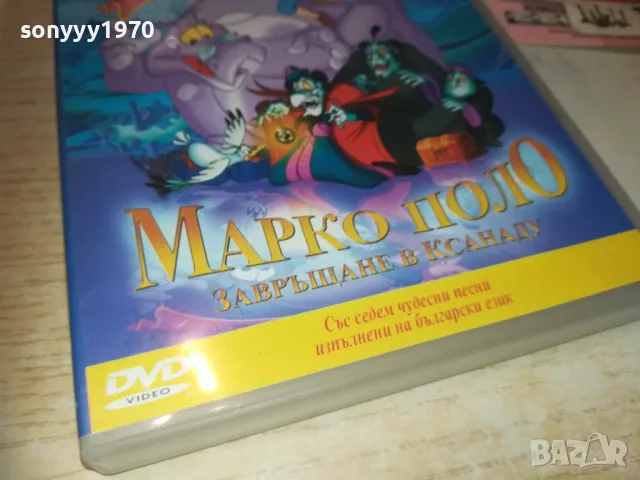 sonyyy1970
МАРКО ПОЛО
ЗАВРЪЩАНЕ В КСАНАДУ
Със седем чудесни песни
изпълнени на български език
DVD
VIDEO
BAZAR